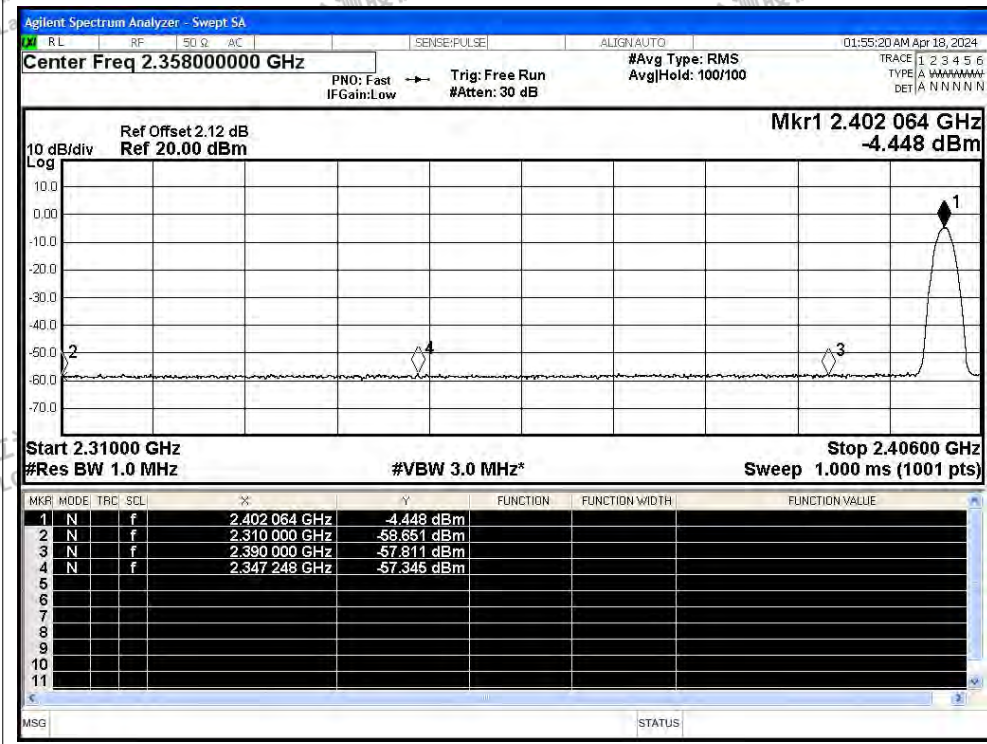 Agilent Spectrum Analyzer - Swept SA
RL RF 50 Ω AC SENSE:PULSE ALIGN AUTO 01:55:20 AM Apr 18, 2024
Center Freq 2.358000000 GHz #Avg Type: RMS TRACE 1 2 3 4 5 6
PNO: Fast Trig: Free Run Avg|Hold: 100/100 TYPE A WWWWW
IFGain:Low #Atten: 30 dB DET A N N N N N
Mkr1 2.402 064 GHz
Ref Offset 2.12 dB -4.448 dBm
10 dB/div Ref 20.00 dBm
Log
10.0
1
0.00
-10.0
-20.0
-30.0
-40.0
-50.0 2 4 3
-60.0
-70.0
Start 2.31000 GHz Stop 2.40600 GHz
#Res BW 1.0 MHz #VBW 3.0 MHz* Sweep 1.000 ms (1001 pts)
MKR MODE TRC SCL X Y FUNCTION FUNCTION WIDTH FUNCTION VALUE
1 N f 2.402 064 GHz -4.448 dBm
2 N f 2.310 000 GHz -58.651 dBm
3 N f 2.390 000 GHz -57.811 dBm
4 N f 2.347 248 GHz -57.345 dBm
5
6
7
8
9
10
11
MSG STATUS